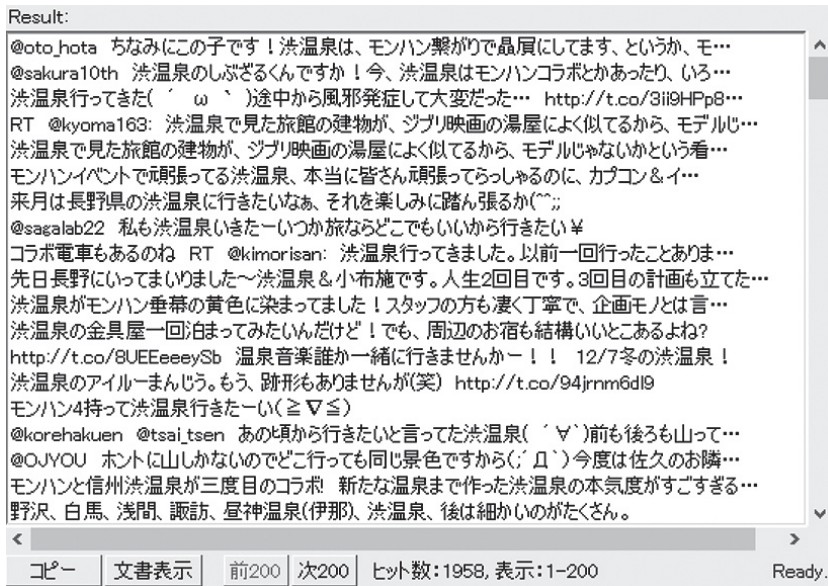 Result:
@oto_hota ちなみにこの子です！渋温泉は、モンハン繋がりで贔屓にしてます、というか、モ…
@sakura10th 渋温泉のしぶざるくんですか！今、渋温泉はモンハンコラボとかあったり、いろ…
渋温泉行ってきた( ´ ω ` )途中から風邪発症して大変だった… http://t.co/3ii9HPp8…
RT @kyoma163: 渋温泉で見た旅館の建物が、ジブリ映画の湯屋によく似てるから、モデルじ…
渋温泉で見た旅館の建物が、ジブリ映画の湯屋によく似てるから、モデルじゃないかという看…
モンハンイベントで頑張ってる渋温泉、本当に皆さん頑張ってらっしゃるのに、カプコン＆イ…
来月は長野県の渋温泉に行きたいなぁ、それを楽しみに踏ん張るか(^^;;
@sagalab22 私も渋温泉いきたーいつか旅ならどこでもいいから行きたい￥
コラボ電車もあるのね RT @kimorisan: 渋温泉行ってきました。以前一回行ったことありま…
先日長野にいってまいりました～渋温泉＆小布施です。人生2回目です。3回目の計画も立てた…
渋温泉がモンハン垂幕の黄色に染まってました！スタッフの方も凄く丁寧で、企画モノとは言…
渋温泉の金具屋一回泊まってみたいんだけど！でも、周辺のお宿も結構いいとこあるよね?
http://t.co/8UEEeeeySb 温泉音楽誰か一緒に行きませんかー！！ 12/7冬の渋温泉！
渋温泉のアイルーまんじう。もう、跡形もありませんが(笑) http://t.co/94jrnm6dl9
モンハン4持って渋温泉行きたーい(≧∇≦)
@korehakuen @tsai_tsen あの頃から行きたいと言ってた渋温泉( ´∀`)前も後ろも山って…
@OJYOU ホントに山しかないのでどこ行っても同じ景色ですから(;´Д`)今度は佐久のお隣…
モンハンと信州渋温泉が三度目のコラボ! 新たな温泉まで作った渋温泉の本気度がすごすぎる…
野沢、白馬、浅間、諏訪、昼神温泉(伊那)、渋温泉、後は細かいのがたくさん。
コピー 文書表示 前200 次200 ヒット数：1958, 表示：1-200 Ready.